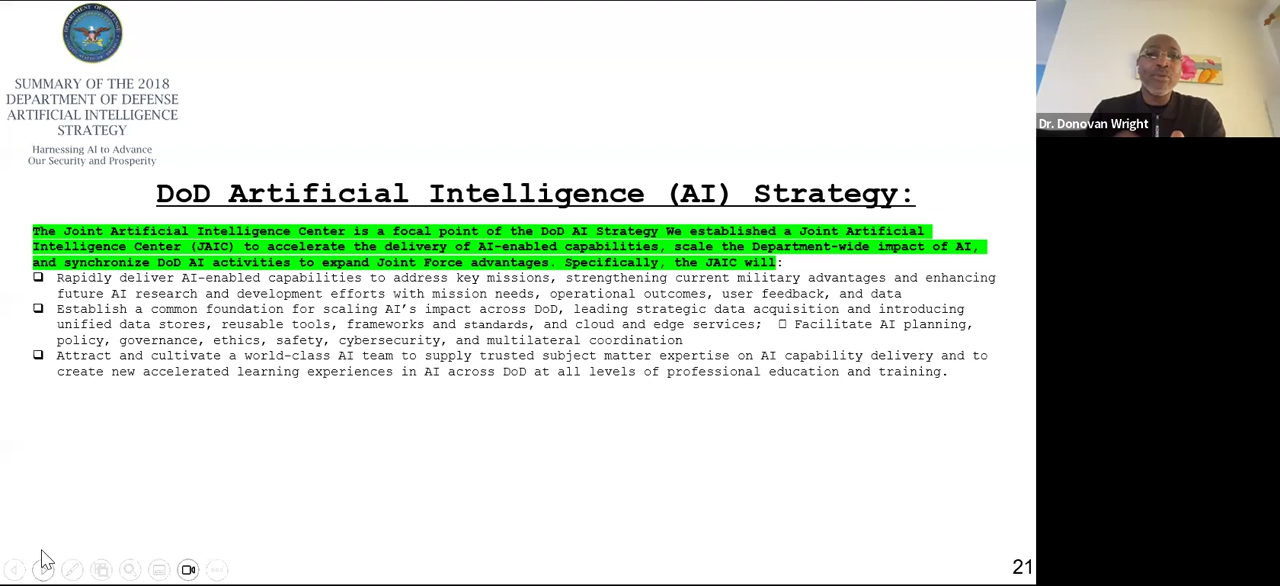 SUMMARY OF THE 2018
DEPARTMENT OF DEFENSE
ARTIFICIAL INTELLIGENCE
STRATEGY
Harnessing AI to Advance
Our Security and Prosperity
DoD Artificial Intelligence (AI) Strategy:
The Joint Artificial Intelligence Center is a focal point of the DoD AI Strategy We established a Joint Artificial
Intelligence Center (JAIC) to accelerate the delivery of AI-enabled capabilities, scale the Department-wide impact of AI,
and synchronize DoD AI activities to expand Joint Force advantages. Specifically, the JAIC will:
❑ Rapidly deliver AI-enabled capabilities to address key missions, strengthening current military advantages and enhancing
future AI research and development efforts with mission needs, operational outcomes, user feedback, and data
❑ Establish a common foundation for scaling AI’s impact across DoD, leading strategic data acquisition and introducing
unified data stores, reusable tools, frameworks and standards, and cloud and edge services; ☐ Facilitate AI planning,
policy, governance, ethics, safety, cybersecurity, and multilateral coordination
❑ Attract and cultivate a world-class AI team to supply trusted subject matter expertise on AI capability delivery and to
create new accelerated learning experiences in AI across DoD at all levels of professional education and training.
21
Dr. Donovan Wright